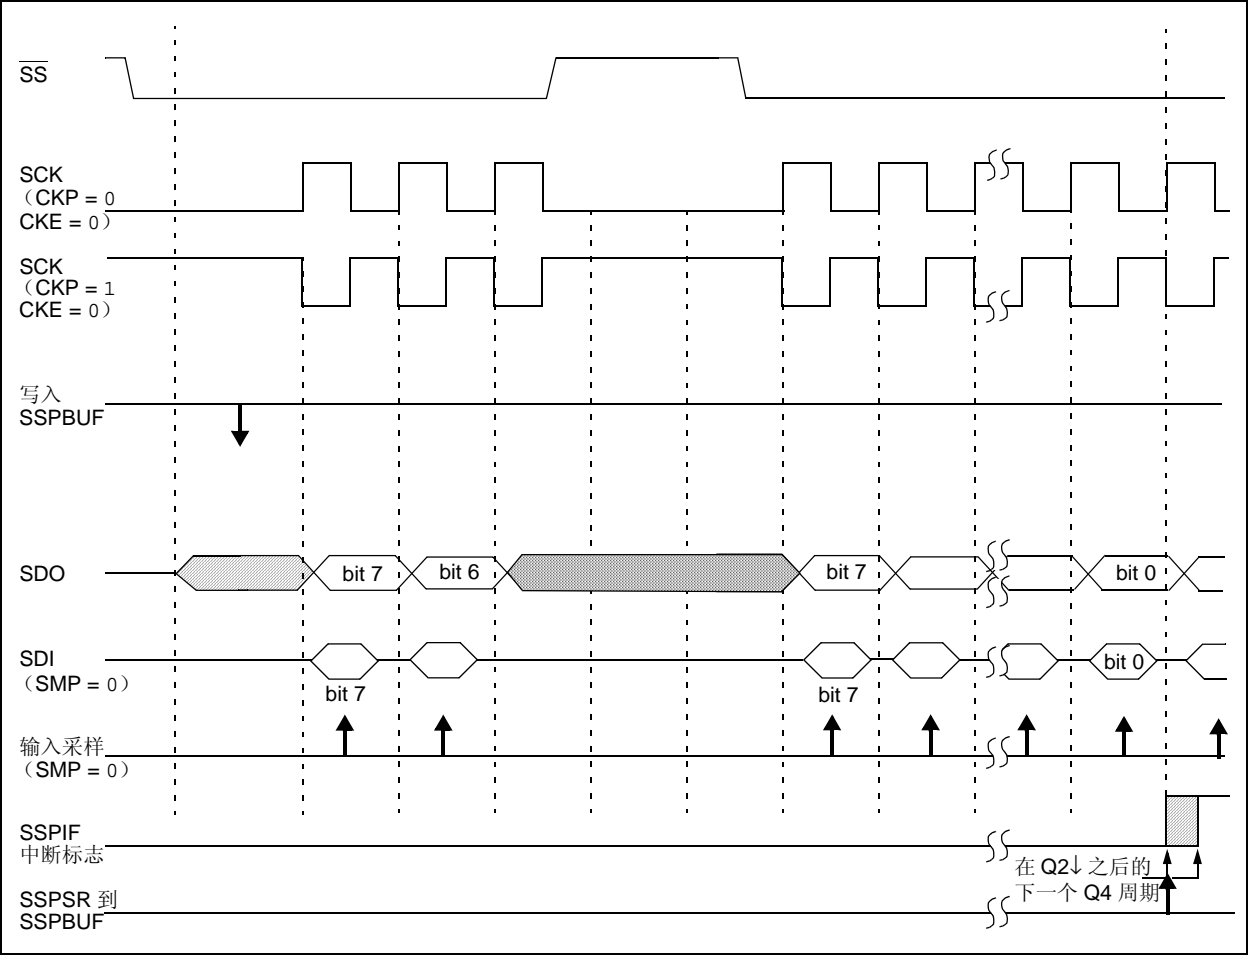 SS
SCK
（CKP = 0
CKE = 0）
SCK
（CKP = 1
CKE = 0）
写入
SSPBUF
SDO
bit 7
bit 6
bit 7
bit 0
SDI
（SMP = 0）
bit 7
bit 7
bit 0
输入采样
（SMP = 0）
SSPIF
中断标志
在 Q2↓ 之后的
下一个 Q4 周期
SSPSR 到
SSPBUF